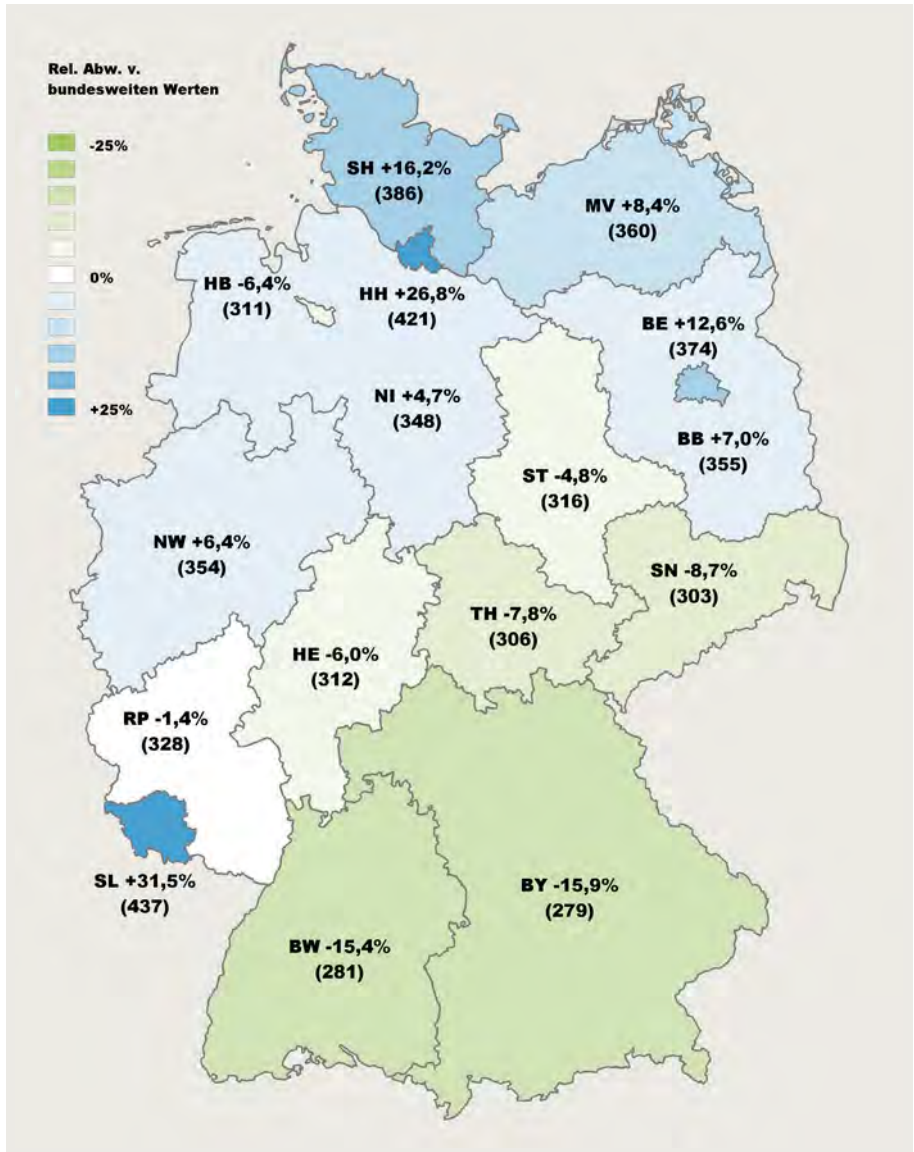 Rel. Abw. v.
bundesweiten Werten
-25%
0%
+25%
SH +16,2%
(386)
MV +8,4%
(360)
HB -6,4%
(311)
HH +26,8%
(421)
BE +12,6%
(374)
NI +4,7%
(348)
BB +7,0%
(355)
ST -4,8%
(316)
NW +6,4%
(354)
SN -8,7%
(303)
TH -7,8%
(306)
HE -6,0%
(312)
RP -1,4%
(328)
SL +31,5%
(437)
BY -15,9%
(279)
BW -15,4%
(281)